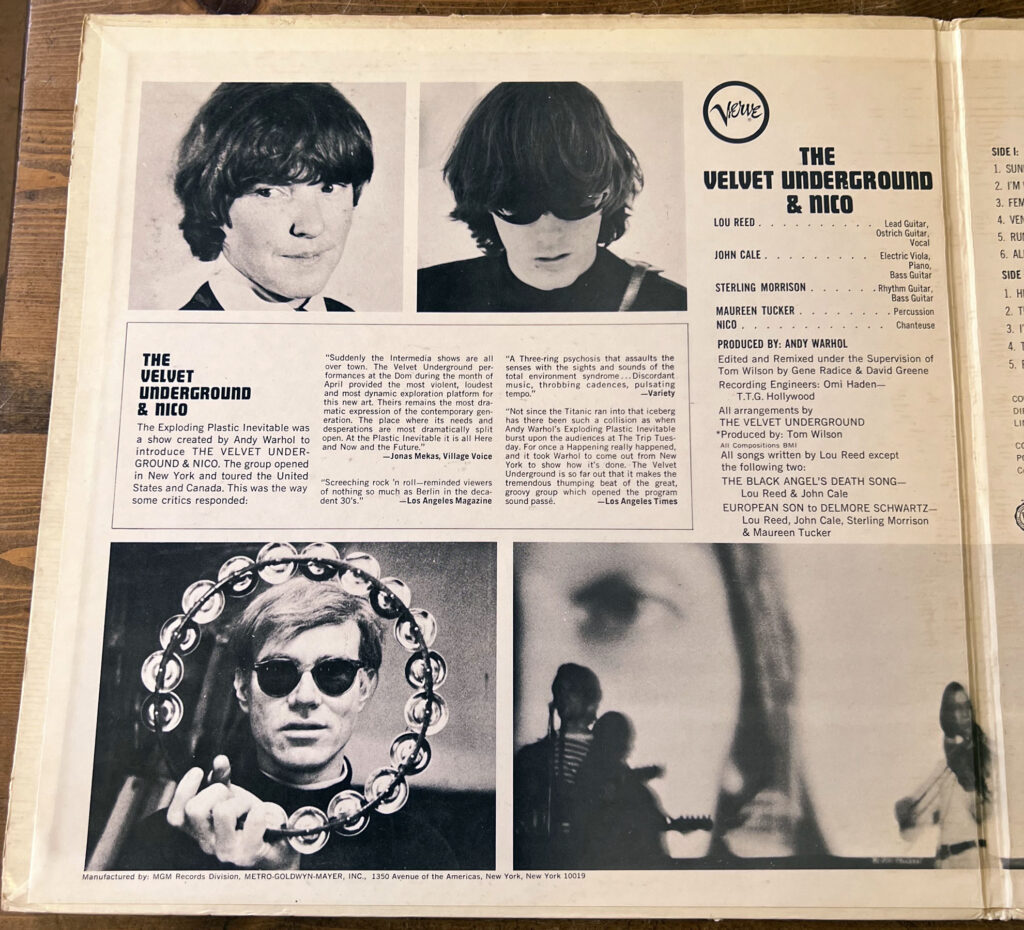 Verve
THE
VELVET UNDERGROUND
& NICO
LOU REED . . . . . . . . . . Lead Guitar,
Ostrich Guitar,
Vocal
JOHN CALE . . . . . . . . . Electric Viola,
Piano,
Bass Guitar
STERLING MORRISON . . . . . . Rhythm Guitar,
Bass Guitar
MAUREEN TUCKER . . . . . . . . Percussion
NICO . . . . . . . . . . . . Chanteuse
PRODUCED BY: ANDY WARHOL
Edited and Remixed under the Supervision of
Tom Wilson by Gene Radice & David Greene
Recording Engineers: Omi Haden—
T.T.G. Hollywood
All arrangements by
THE VELVET UNDERGROUND
*Produced by: Tom Wilson
All Compositions BMI
All songs written by Lou Reed except
the following two:
THE BLACK ANGEL'S DEATH SONG—
Lou Reed & John Cale
EUROPEAN SON to DELMORE SCHWARTZ—
Lou Reed, John Cale, Sterling Morrison
& Maureen Tucker
THE
VELVET
UNDERGROUND
& NICO
The Exploding Plastic Inevitable was
a show created by Andy Warhol to
introduce THE VELVET UNDER-
GROUND & NICO. The group opened
in New York and toured the United
States and Canada. This was the way
some critics responded:
"Suddenly the Intermedia shows are all
over town. The Velvet Underground per-
formances at the Dom during the month of
April provided the most violent, loudest
and most dynamic exploration platform for
this new art. Theirs remains the most dra-
matic expression of the contemporary gen-
eration. The place where its needs and
desperations are most dramatically split
open. At the Plastic Inevitable it is all Here
and Now and the Future."
—Jonas Mekas, Village Voice
"Screeching rock 'n roll—reminded viewers
of nothing so much as Berlin in the deca-
dent 30's." —Los Angeles Magazine
"A Three-ring psychosis that assaults the
senses with the sights and sounds of the
total environment syndrome... Discordant
music, throbbing cadences, pulsating
tempo." —Variety
"Not since the Titanic ran into that iceberg
has there been such a collision as when
Andy Warhol's Exploding Plastic Inevitable
burst upon the audiences at The Trip Tues-
day. For once a Happening really happened,
and it took Warhol to come out from New
York to show how it's done. The Velvet
Underground is so far out that it makes the
tremendous thumping beat of the great,
groovy group which opened the program
sound passé. —Los Angeles Times
Manufactured by: MGM Records Division, METRO-GOLDWYN-MAYER, INC., 1350 Avenue of the Americas, New York, New York 10019
SIDE I:
1. SUN
2. I'M
3. FEM
4. VEN
5. RU
6. AL
SIDE
1. H
2. T
3. I'
4. T
5.